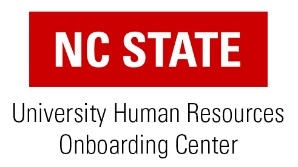 NC STATE
University Human Resources
Onboarding Center